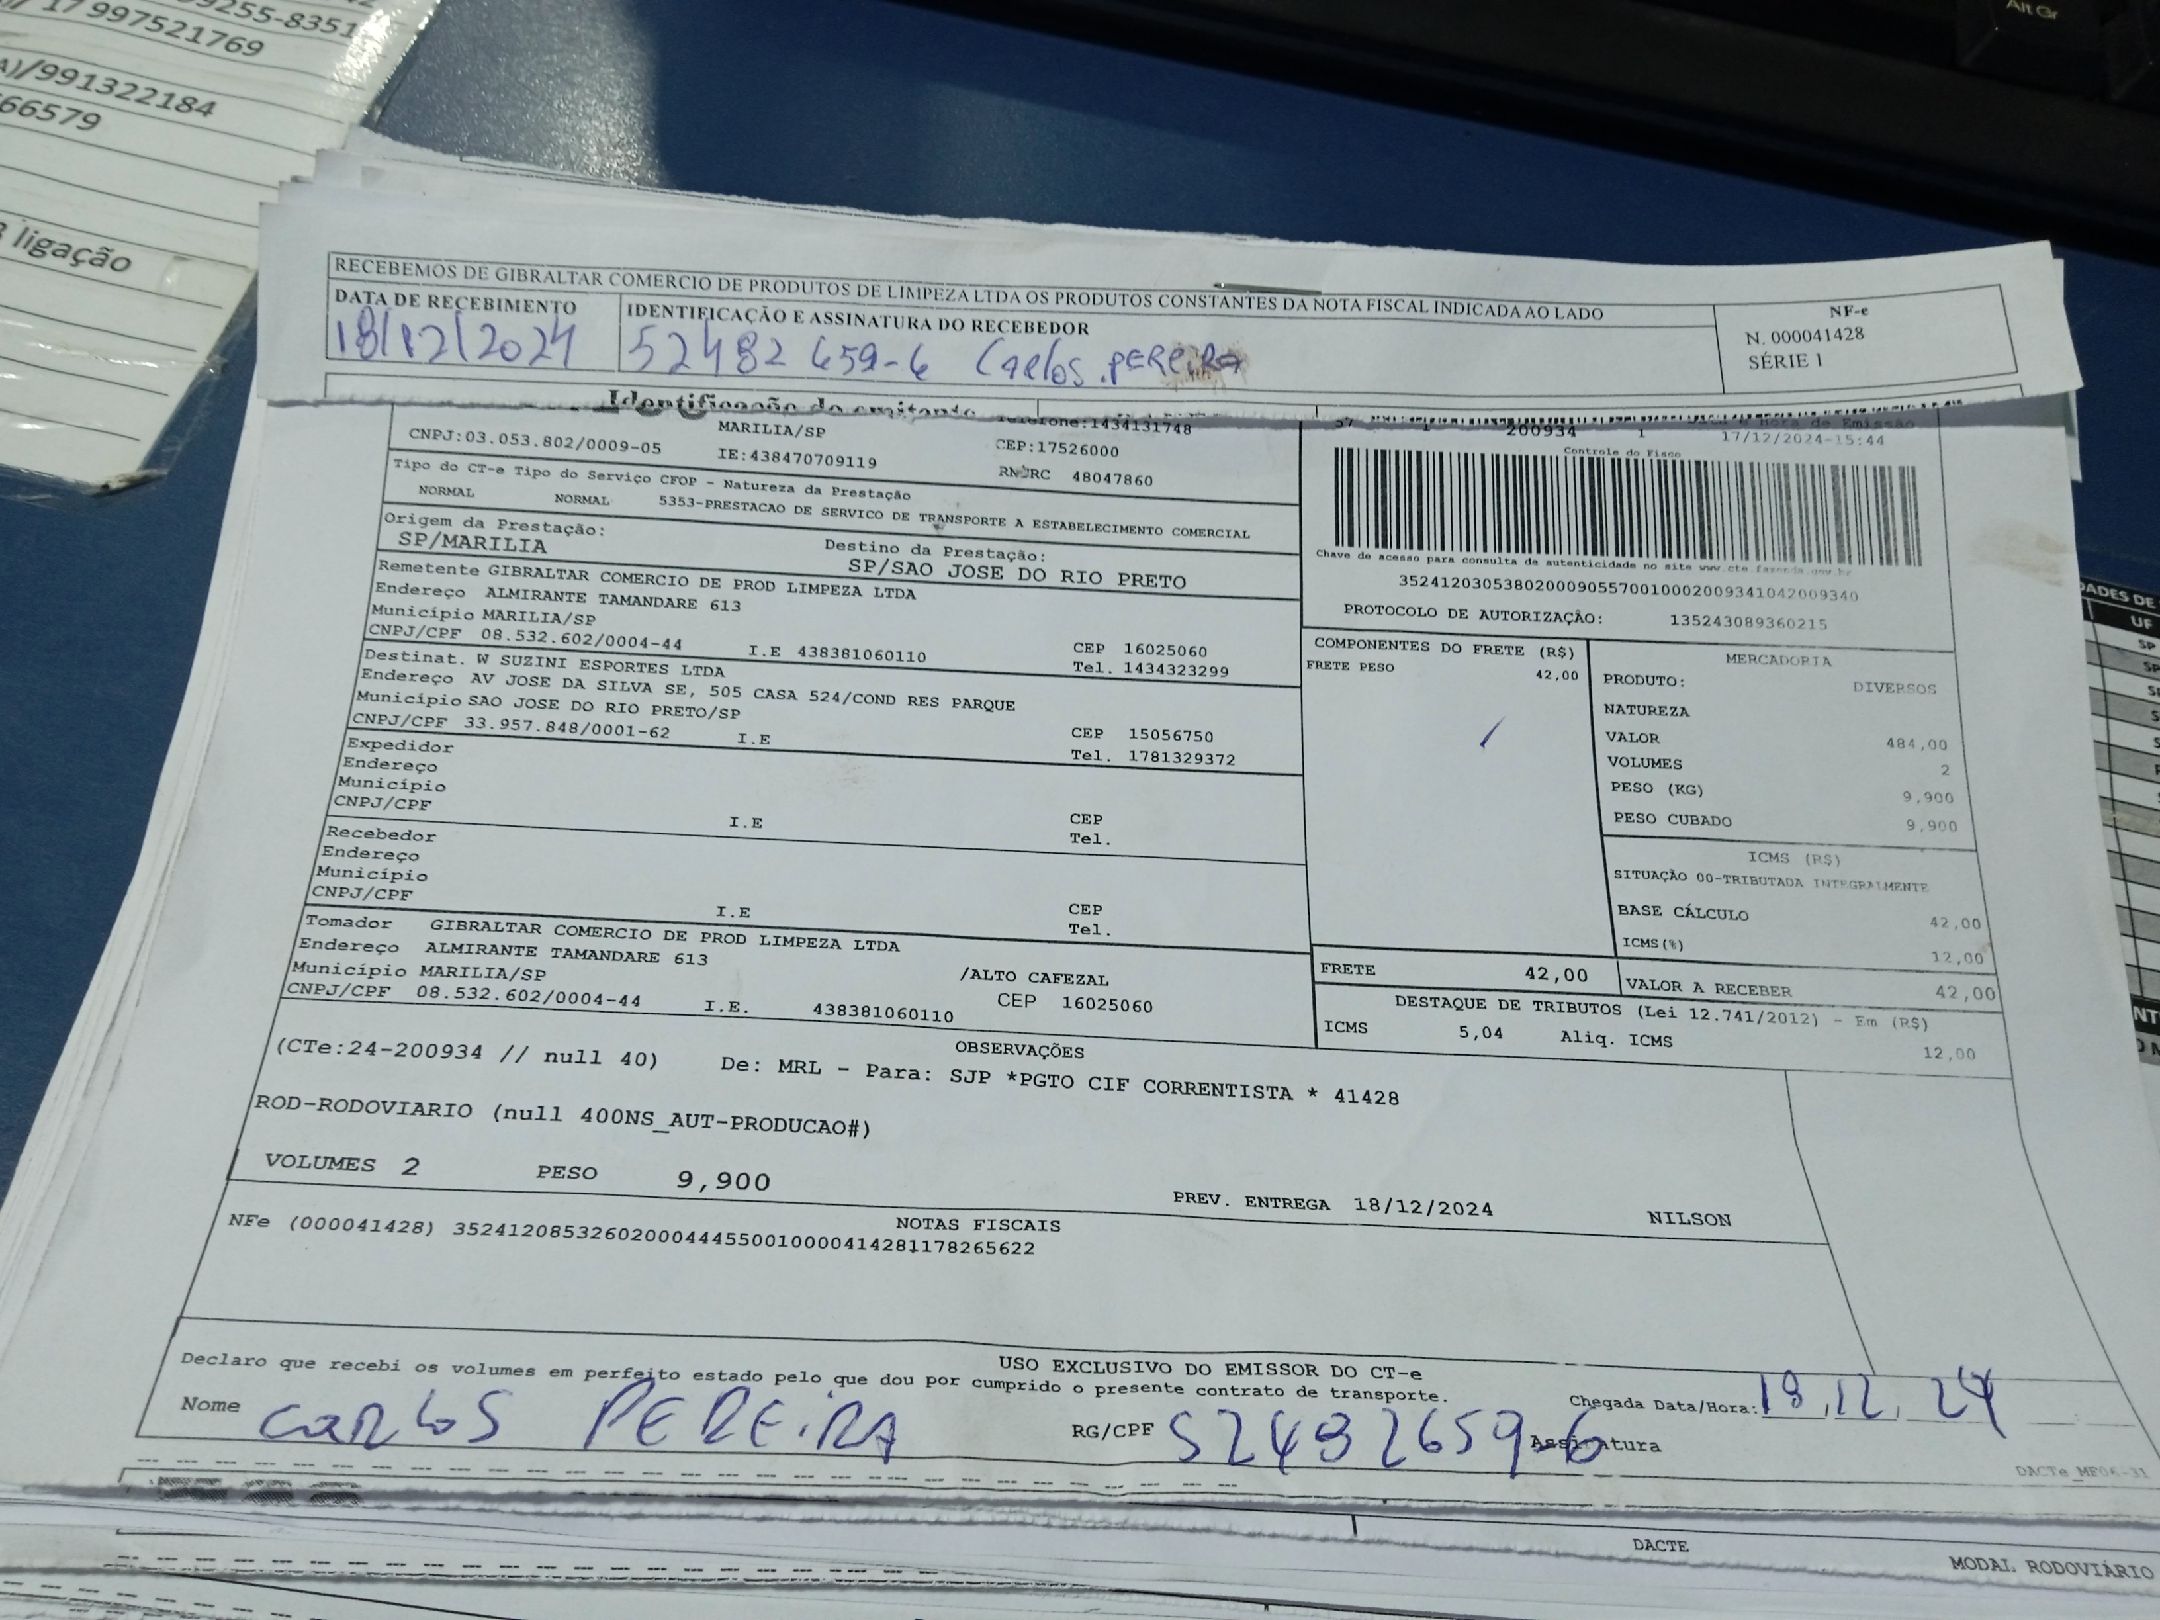 9255-8351
17 997521769
A)/991322184
66579
ligação
Alt Gr
RECEBEMOS DE GIBRALTAR COMERCIO DE PRODUTOS DE LIMPEZA LTDA OS PRODUTOS CONSTANTES DA NOTA FISCAL INDICADA AO LADO
DATA DE RECEBIMENTO IDENTIFICAÇÃO E ASSINATURA DO RECEBEDOR
18/12/2024 52482659-6 Carlos.PEREiRA
NF-e
N. 000041428
SÉRIE 1
Identificação do emitente
Telefone:1434131748
MARILIA/SP
CNPJ:03.053.802/0009-05 IE:438470709119 CEP:17526000
RNTRC 48047860
57 1 200934 1 17/12/2024-15:44
Controle do Fisco
Tipo do CT-e Tipo do Serviço CFOP - Natureza da Prestação
NORMAL NORMAL 5353-PRESTACAO DE SERVICO DE TRANSPORTE A ESTABELECIMENTO COMERCIAL
Origem da Prestação: Destino da Prestação:
SP/MARILIA SP/SAO JOSE DO RIO PRETO
Chave de acesso para consulta de autenticidade no site www.cte.fazenda.gov.br
35241203053802000905570010002009341042009340
PROTOCOLO DE AUTORIZAÇÃO: 135243089360215
Remetente GIBRALTAR COMERCIO DE PROD LIMPEZA LTDA
Endereço ALMIRANTE TAMANDARE 613
Município MARILIA/SP CEP 16025060
CNPJ/CPF 08.532.602/0004-44 I.E 438381060110 Tel. 1434323299
Destinat. W SUZINI ESPORTES LTDA
Endereço AV JOSE DA SILVA SE, 505 CASA 524/COND RES PARQUE
Município SAO JOSE DO RIO PRETO/SP CEP 15056750
CNPJ/CPF 33.957.848/0001-62 I.E Tel. 1781329372
Expedidor
Endereço
Município CEP
CNPJ/CPF I.E Tel.
Recebedor
Endereço
Município CEP
CNPJ/CPF I.E Tel.
Tomador GIBRALTAR COMERCIO DE PROD LIMPEZA LTDA
Endereço ALMIRANTE TAMANDARE 613 /ALTO CAFEZAL
Município MARILIA/SP CEP 16025060
CNPJ/CPF 08.532.602/0004-44 I.E. 438381060110
COMPONENTES DO FRETE (R$)
FRETE PESO 42,00
MERCADORIA
PRODUTO: DIVERSOS
NATUREZA
VALOR 484,00
VOLUMES 2
PESO (KG) 9,900
PESO CUBADO 9,900
ICMS (R$)
SITUAÇÃO 00-TRIBUTADA INTEGRALMENTE
BASE CÁLCULO 42,00
ICMS(%) 12,00
FRETE 42,00 VALOR A RECEBER 42,00
DESTAQUE DE TRIBUTOS (Lei 12.741/2012) - Em (R$)
ICMS 5,04 Aliq. ICMS 12,00
OBSERVAÇÕES
(CTe:24-200934 // null 40) De: MRL - Para: SJP *PGTO CIF CORRENTISTA * 41428
ROD-RODOVIARIO (null 400NS_AUT-PRODUCAO#)
VOLUMES 2 PESO 9,900 PREV. ENTREGA 18/12/2024 NILSON
NOTAS FISCAIS
NFe (000041428) 35241208532602000444550010000414281178265622
USO EXCLUSIVO DO EMISSOR DO CT-e
Declaro que recebi os volumes em perfeito estado pelo que dou por cumprido o presente contrato de transporte.
Chegada Data/Hora: 18,12,24
Nome CARLOS PEREiRA RG/CPF 52482659-6 Assinatura
DACTe_MF06-31
DACTE
MODAL RODOVIÁRIO
ADES DE
UF
SP